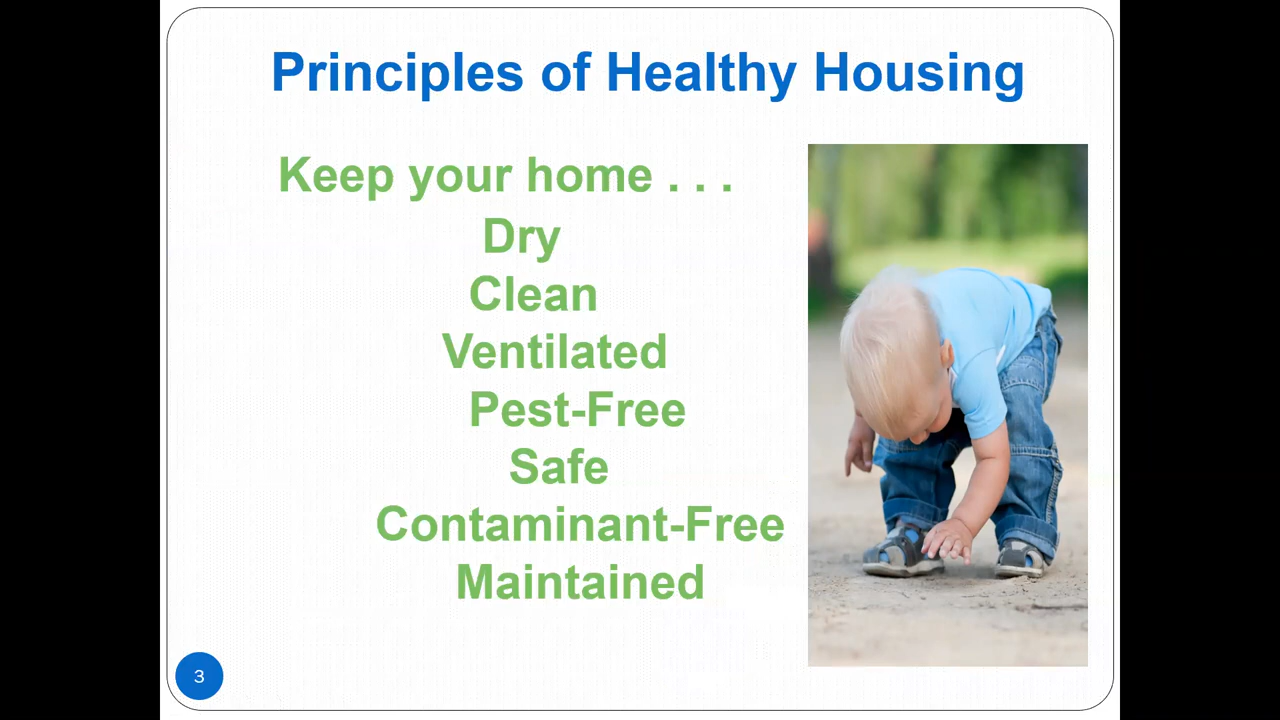 Principles of Healthy Housing
Keep your home . . .
Dry
Clean
Ventilated
Pest-Free
Safe
Contaminant-Free
Maintained
3